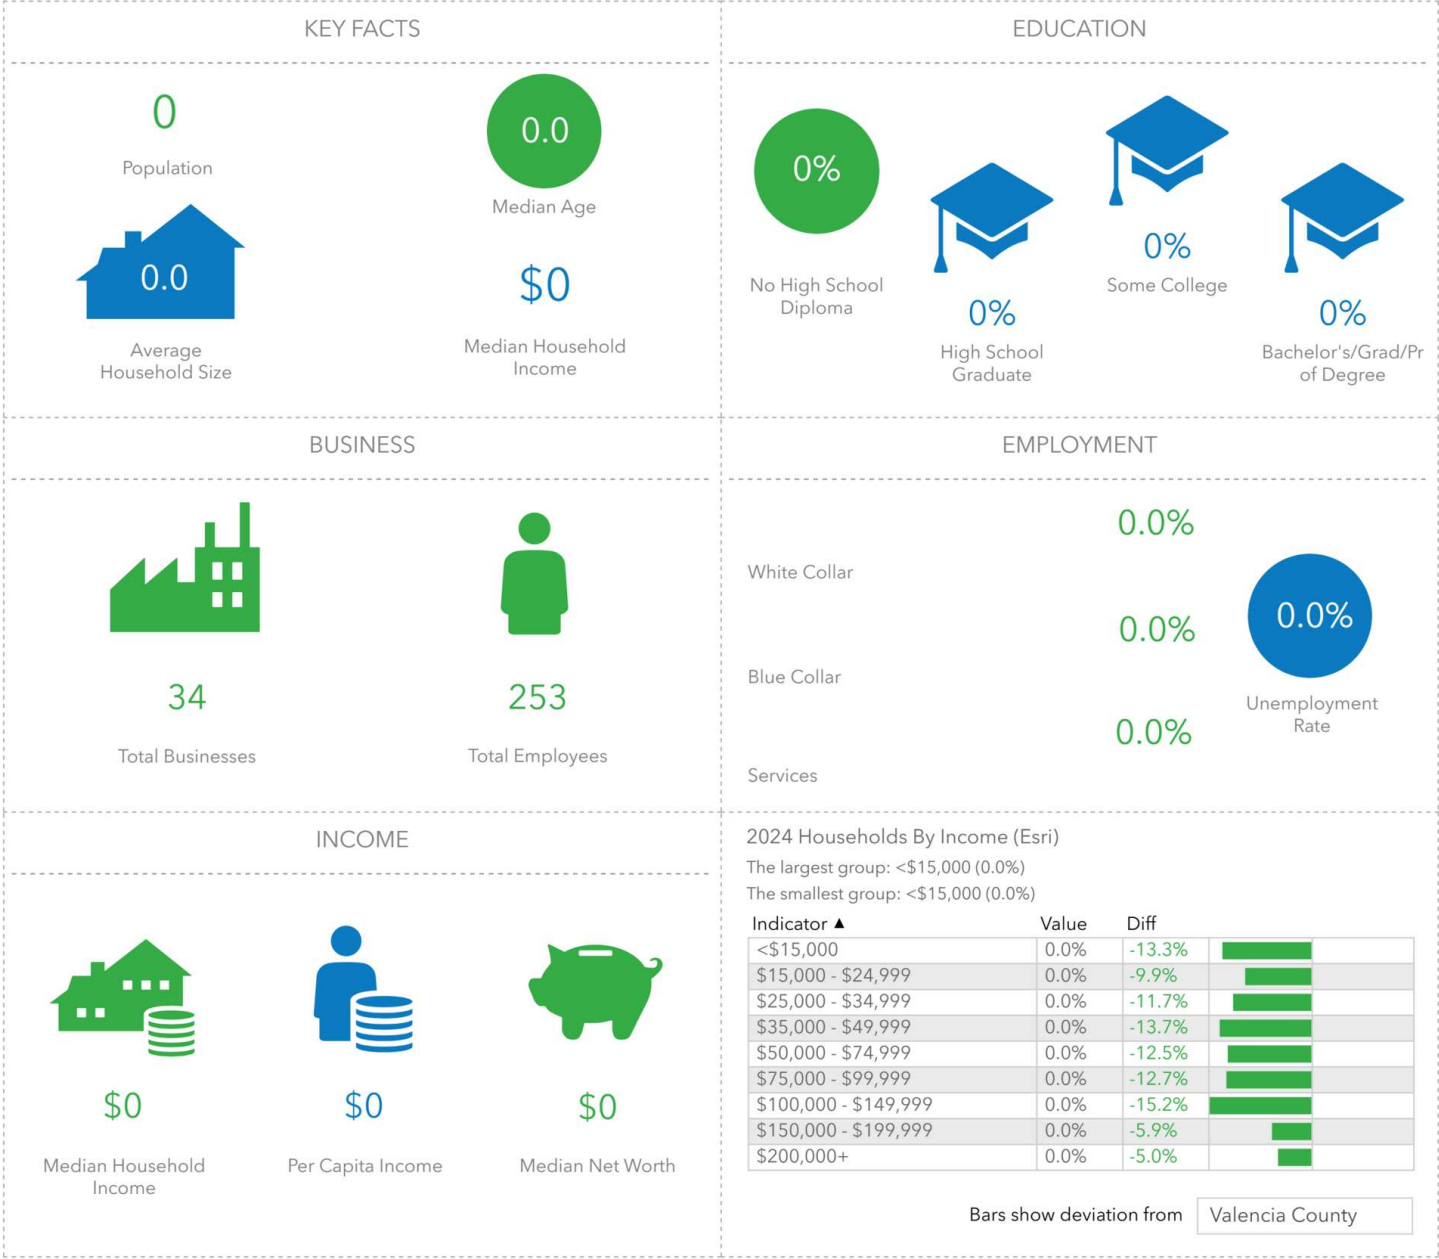 KEY FACTS
0
Population
0.0
Median Age
0.0
Average
Household Size
$0
Median Household
Income
EDUCATION
0%
No High School
Diploma
0%
High School
Graduate
0%
Some College
0%
Bachelor's/Grad/Pr
of Degree
BUSINESS
34
Total Businesses
253
Total Employees
EMPLOYMENT
0.0%
White Collar
0.0%
Blue Collar
0.0%
Services
0.0%
Unemployment
Rate
INCOME
$0
Median Household
Income
$0
Per Capita Income
$0
Median Net Worth
2024 Households By Income (Esri)
The largest group: <$15,000 (0.0%)
The smallest group: <$15,000 (0.0%)
Indicator ▲ Value Diff
<$15,000 0.0% -13.3%
$15,000 - $24,999 0.0% -9.9%
$25,000 - $34,999 0.0% -11.7%
$35,000 - $49,999 0.0% -13.7%
$50,000 - $74,999 0.0% -12.5%
$75,000 - $99,999 0.0% -12.7%
$100,000 - $149,999 0.0% -15.2%
$150,000 - $199,999 0.0% -5.9%
$200,000+ 0.0% -5.0%
Bars show deviation from Valencia County